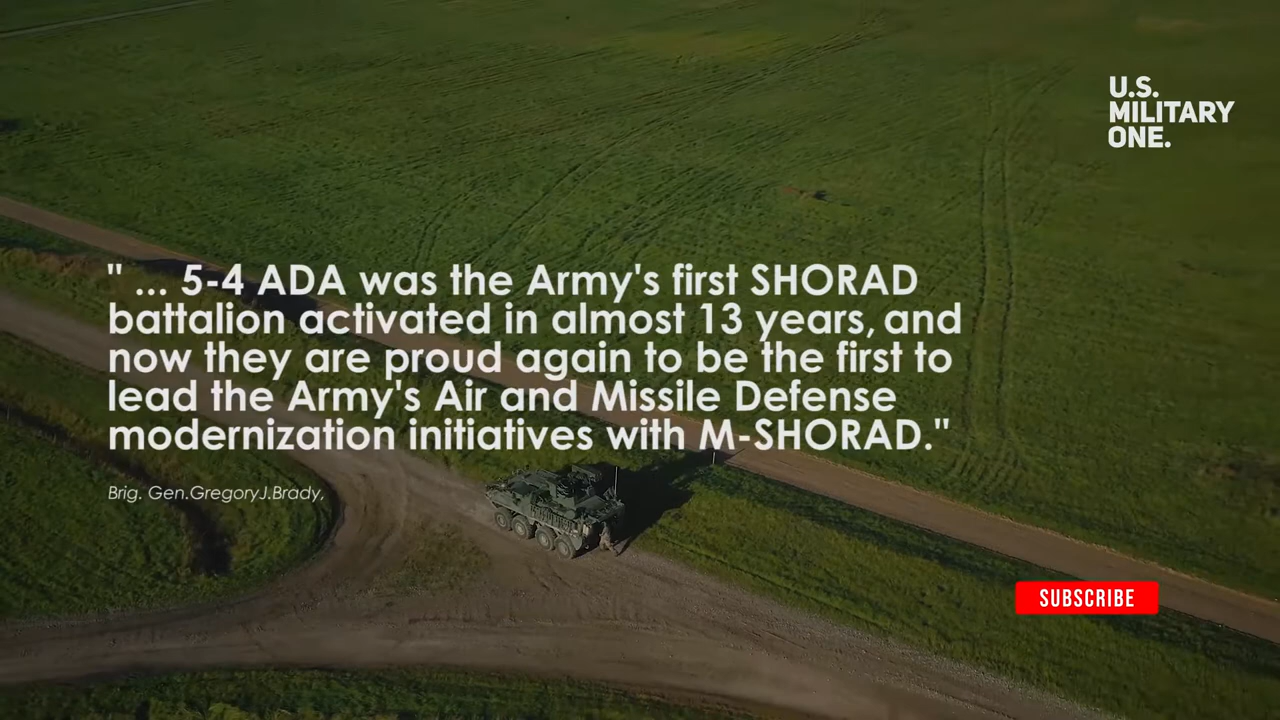 U.S.
MILITARY
ONE.
"... 5-4 ADA was the Army's first SHORAD
battalion activated in almost 13 years, and
now they are proud again to be the first to
lead the Army's Air and Missile Defense
modernization initiatives with M-SHORAD."
Brig. Gen.GregoryJ.Brady,
SUBSCRIBE